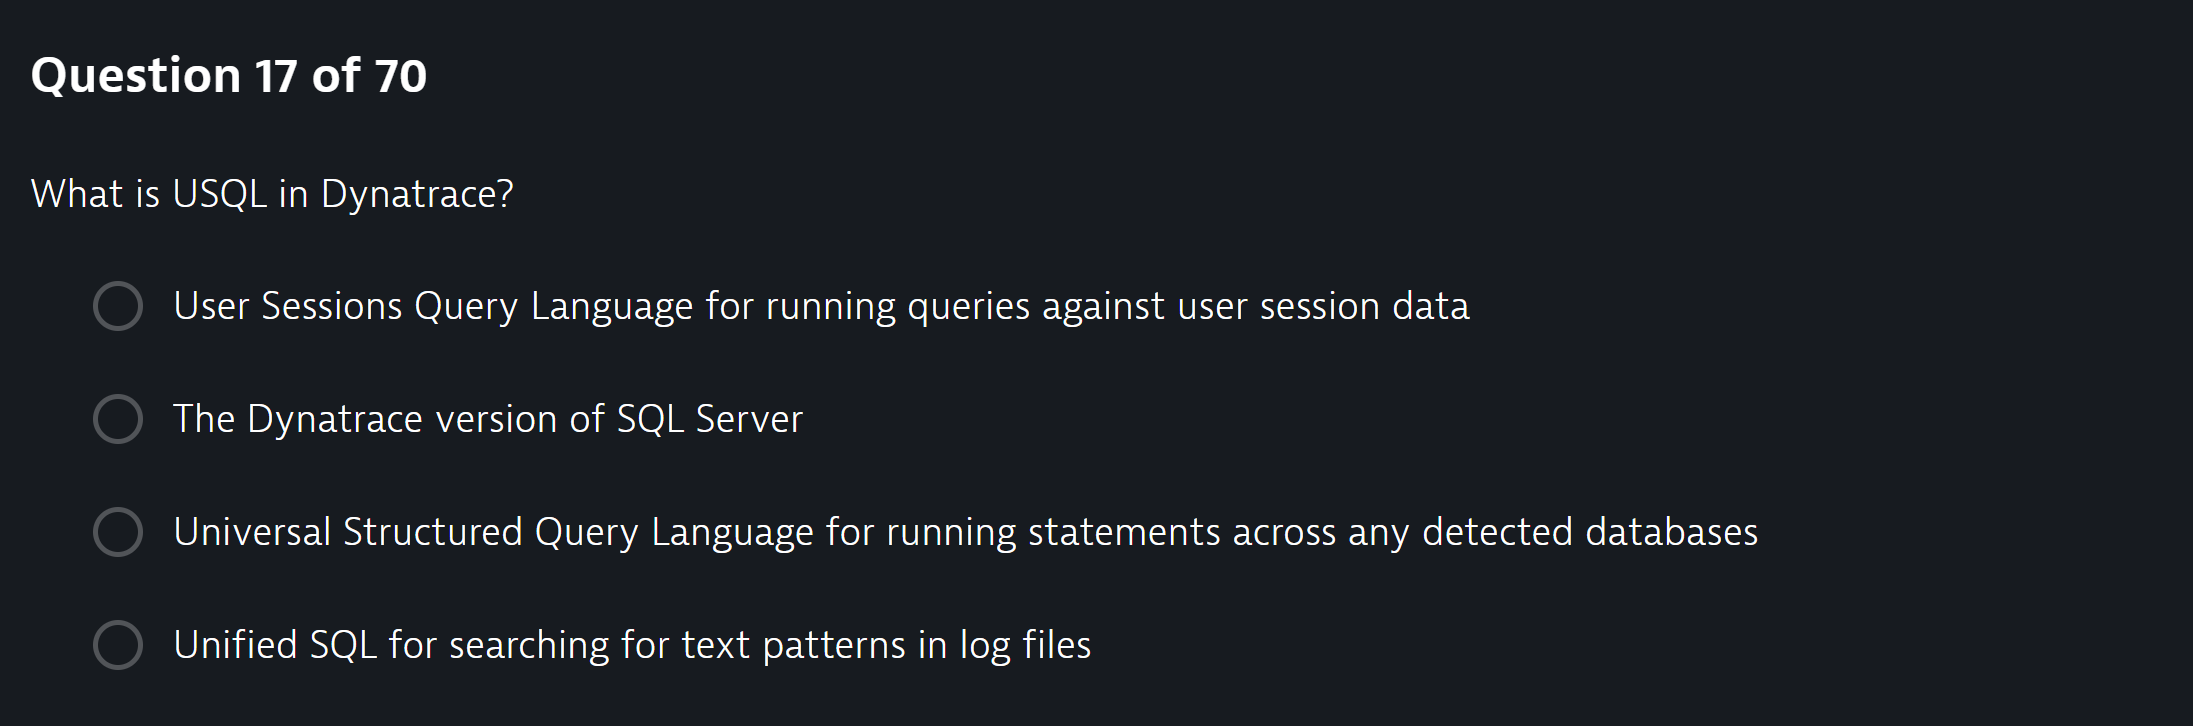 Question 17 of 70
What is USQL in Dynatrace?
User Sessions Query Language for running queries against user session data
The Dynatrace version of SQL Server
Universal Structured Query Language for running statements across any detected databases
Unified SQL for searching for text patterns in log files